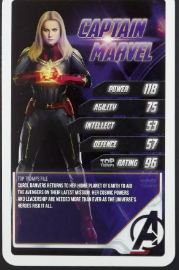 CAPTAIN
MARVEL
POWER 118
AGILITY 75
INTELLECT 53
DEFENCE 57
TOP TRUMPS RATING 96
TOP TRUMPS FILE
CAROL DANVERS RETURNS TO HER HOME PLANET OF EARTH TO AID
THE AVENGERS ON THEIR LATEST MISSION. HER COSMIC POWERS
AND LEADERSHIP ARE NEEDED MORE THAN EVER AS THE UNIVERSE'S
HEROES RISK IT ALL.